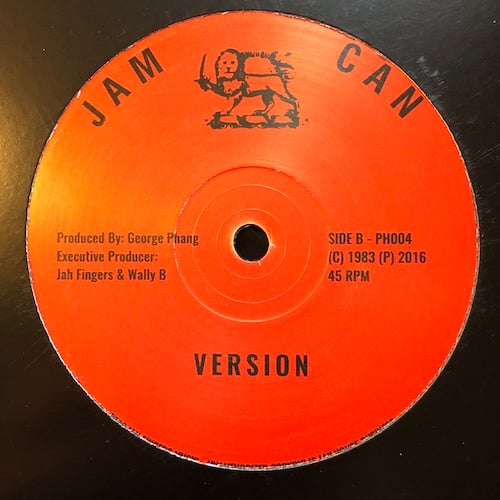 JAM CAN
Produced By: George Phang
Executive Producer:
Jah Fingers & Wally B
SIDE B - PH004
(C) 1983 (P) 2016
45 RPM
VERSION